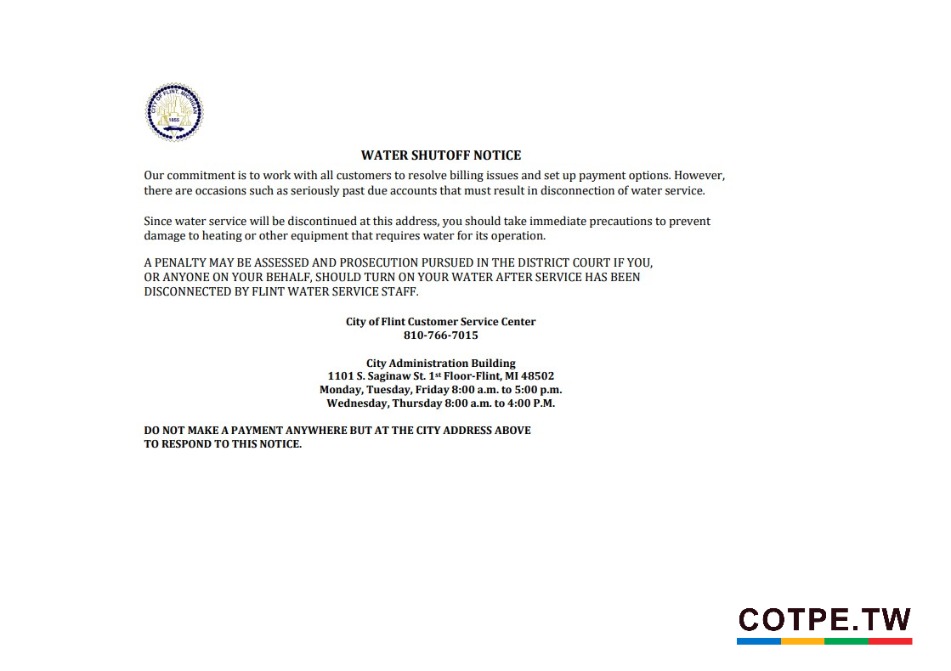 CITY OF FLINT, MICHIGAN
1855
WATER SHUTOFF NOTICE
Our commitment is to work with all customers to resolve billing issues and set up payment options. However,
there are occasions such as seriously past due accounts that must result in disconnection of water service.
Since water service will be discontinued at this address, you should take immediate precautions to prevent
damage to heating or other equipment that requires water for its operation.
A PENALTY MAY BE ASSESSED AND PROSECUTION PURSUED IN THE DISTRICT COURT IF YOU,
OR ANYONE ON YOUR BEHALF, SHOULD TURN ON YOUR WATER AFTER SERVICE HAS BEEN
DISCONNECTED BY FLINT WATER SERVICE STAFF.
City of Flint Customer Service Center
810-766-7015
City Administration Building
1101 S. Saginaw St. 1st Floor-Flint, MI 48502
Monday, Tuesday, Friday 8:00 a.m. to 5:00 p.m.
Wednesday, Thursday 8:00 a.m. to 4:00 P.M.
DO NOT MAKE A PAYMENT ANYWHERE BUT AT THE CITY ADDRESS ABOVE
TO RESPOND TO THIS NOTICE.
COTPE.TW